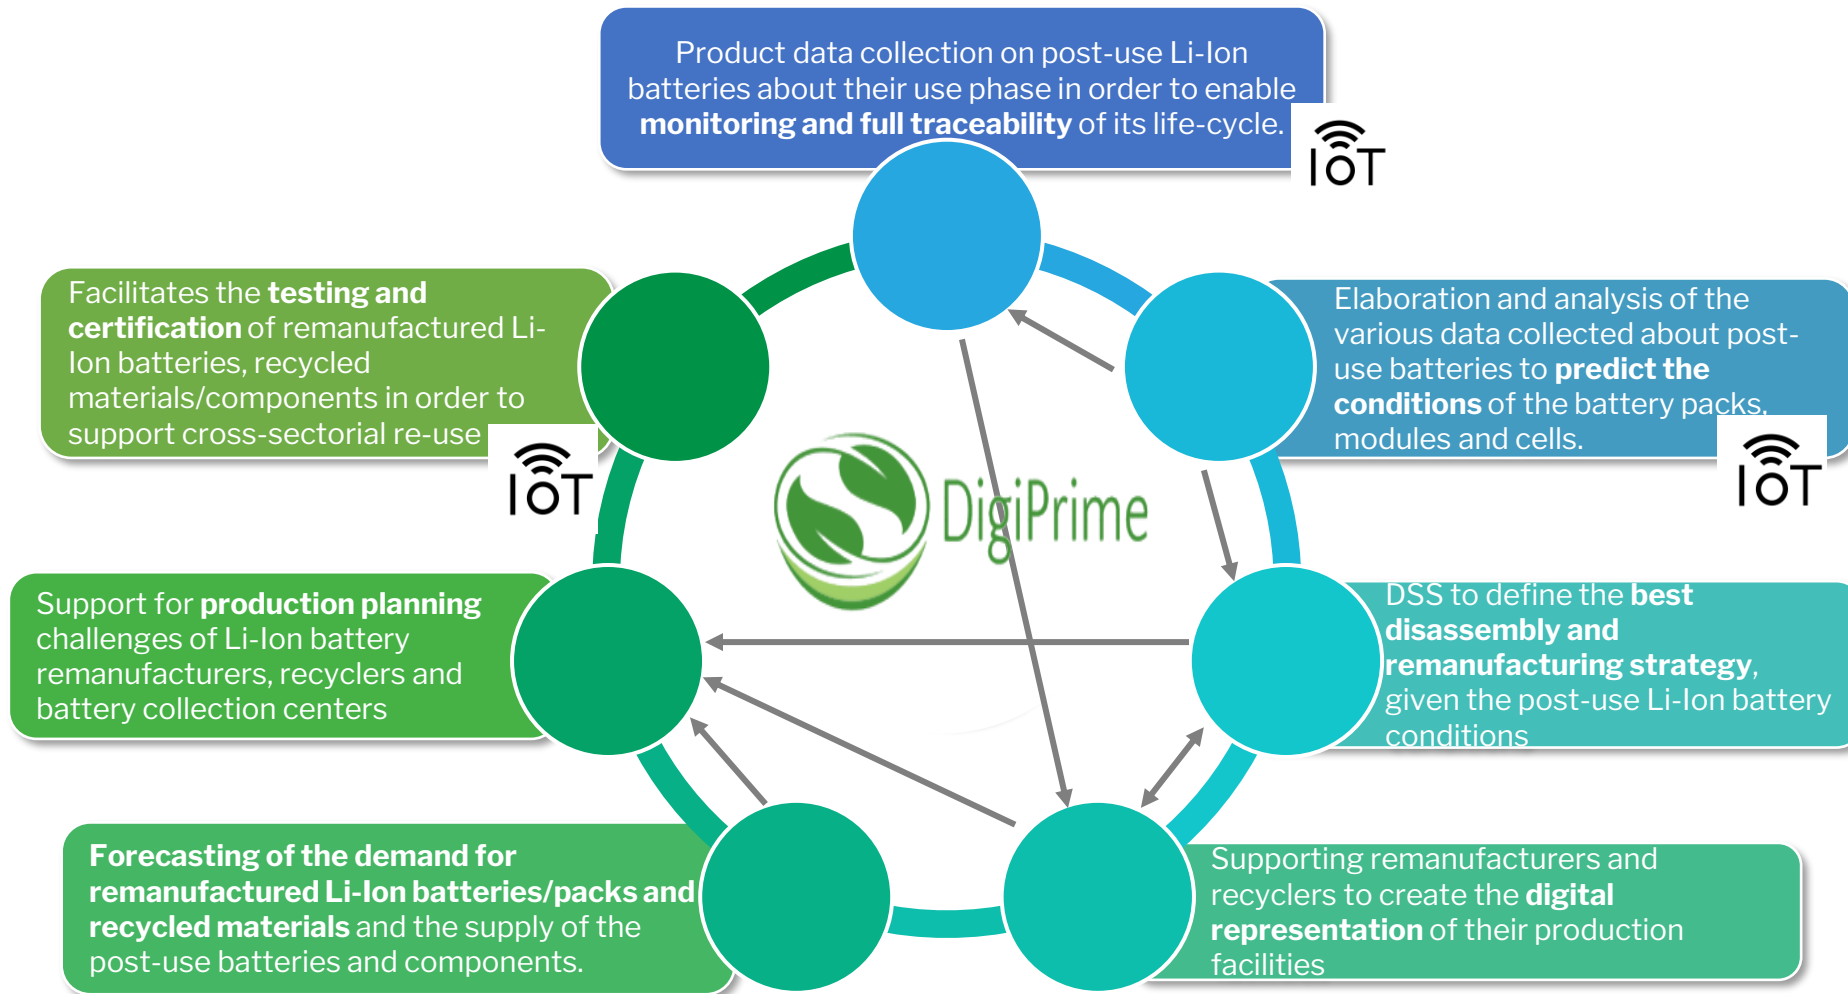 Product data collection on post-use Li-Ion
batteries about their use phase in order to enable
monitoring and full traceability of its life-cycle.
IoT
Facilitates the testing and
certification of remanufactured Li-
Ion batteries, recycled
materials/components in order to
support cross-sectorial re-use
IoT
Elaboration and analysis of the
various data collected about post-
use batteries to predict the
conditions of the battery packs,
modules and cells.
IoT
DigiPrime
Support for production planning
challenges of Li-Ion battery
remanufacturers, recyclers and
battery collection centers
DSS to define the best
disassembly and
remanufacturing strategy,
given the post-use Li-Ion battery
conditions
Forecasting of the demand for
remanufactured Li-Ion batteries/packs and
recycled materials and the supply of the
post-use batteries and components.
Supporting remanufacturers and
recyclers to create the digital
representation of their production
facilities